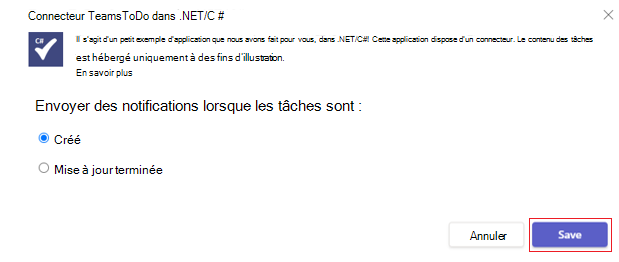 Connecteur TeamsToDo dans .NET/C #
C#
Il s'agit d'un petit exemple d'application que nous avons fait pour vous, dans .NET/C#! Cette application dispose d'un connecteur. Le contenu des tâches
est hébergé uniquement à des fins d'illustration.
En savoir plus
Envoyer des notifications lorsque les tâches sont :
Créé
Mise à jour terminée
Annuler
Save